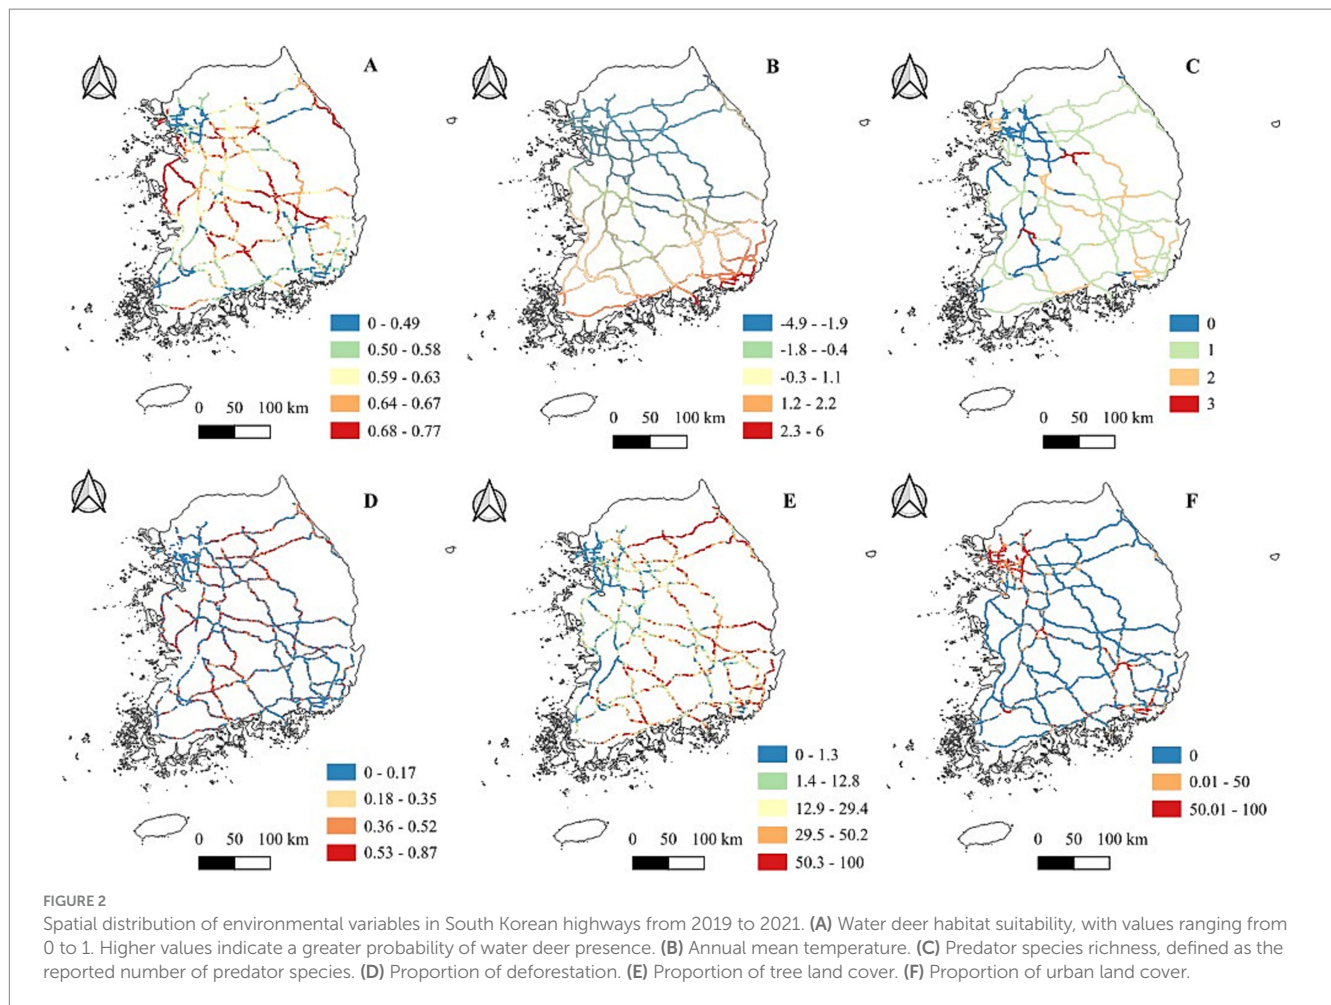 A
B
C
0 - 0.49
0.50 - 0.58
0.59 - 0.63
0.64 - 0.67
0.68 - 0.77
0 50 100 km
-4.9 - -1.9
-1.8 - -0.4
-0.3 - 1.1
1.2 - 2.2
2.3 - 6
0 50 100 km
0
1
2
3
0 50 100 km
D
E
F
0 - 0.17
0.18 - 0.35
0.36 - 0.52
0.53 - 0.87
0 50 100 km
0 - 1.3
1.4 - 12.8
12.9 - 29.4
29.5 - 50.2
50.3 - 100
0 50 100 km
0
0.01 - 50
50.01 - 100
0 50 100 km
FIGURE 2
Spatial distribution of environmental variables in South Korean highways from 2019 to 2021. (A) Water deer habitat suitability, with values ranging from
0 to 1. Higher values indicate a greater probability of water deer presence. (B) Annual mean temperature. (C) Predator species richness, defined as the
reported number of predator species. (D) Proportion of deforestation. (E) Proportion of tree land cover. (F) Proportion of urban land cover.